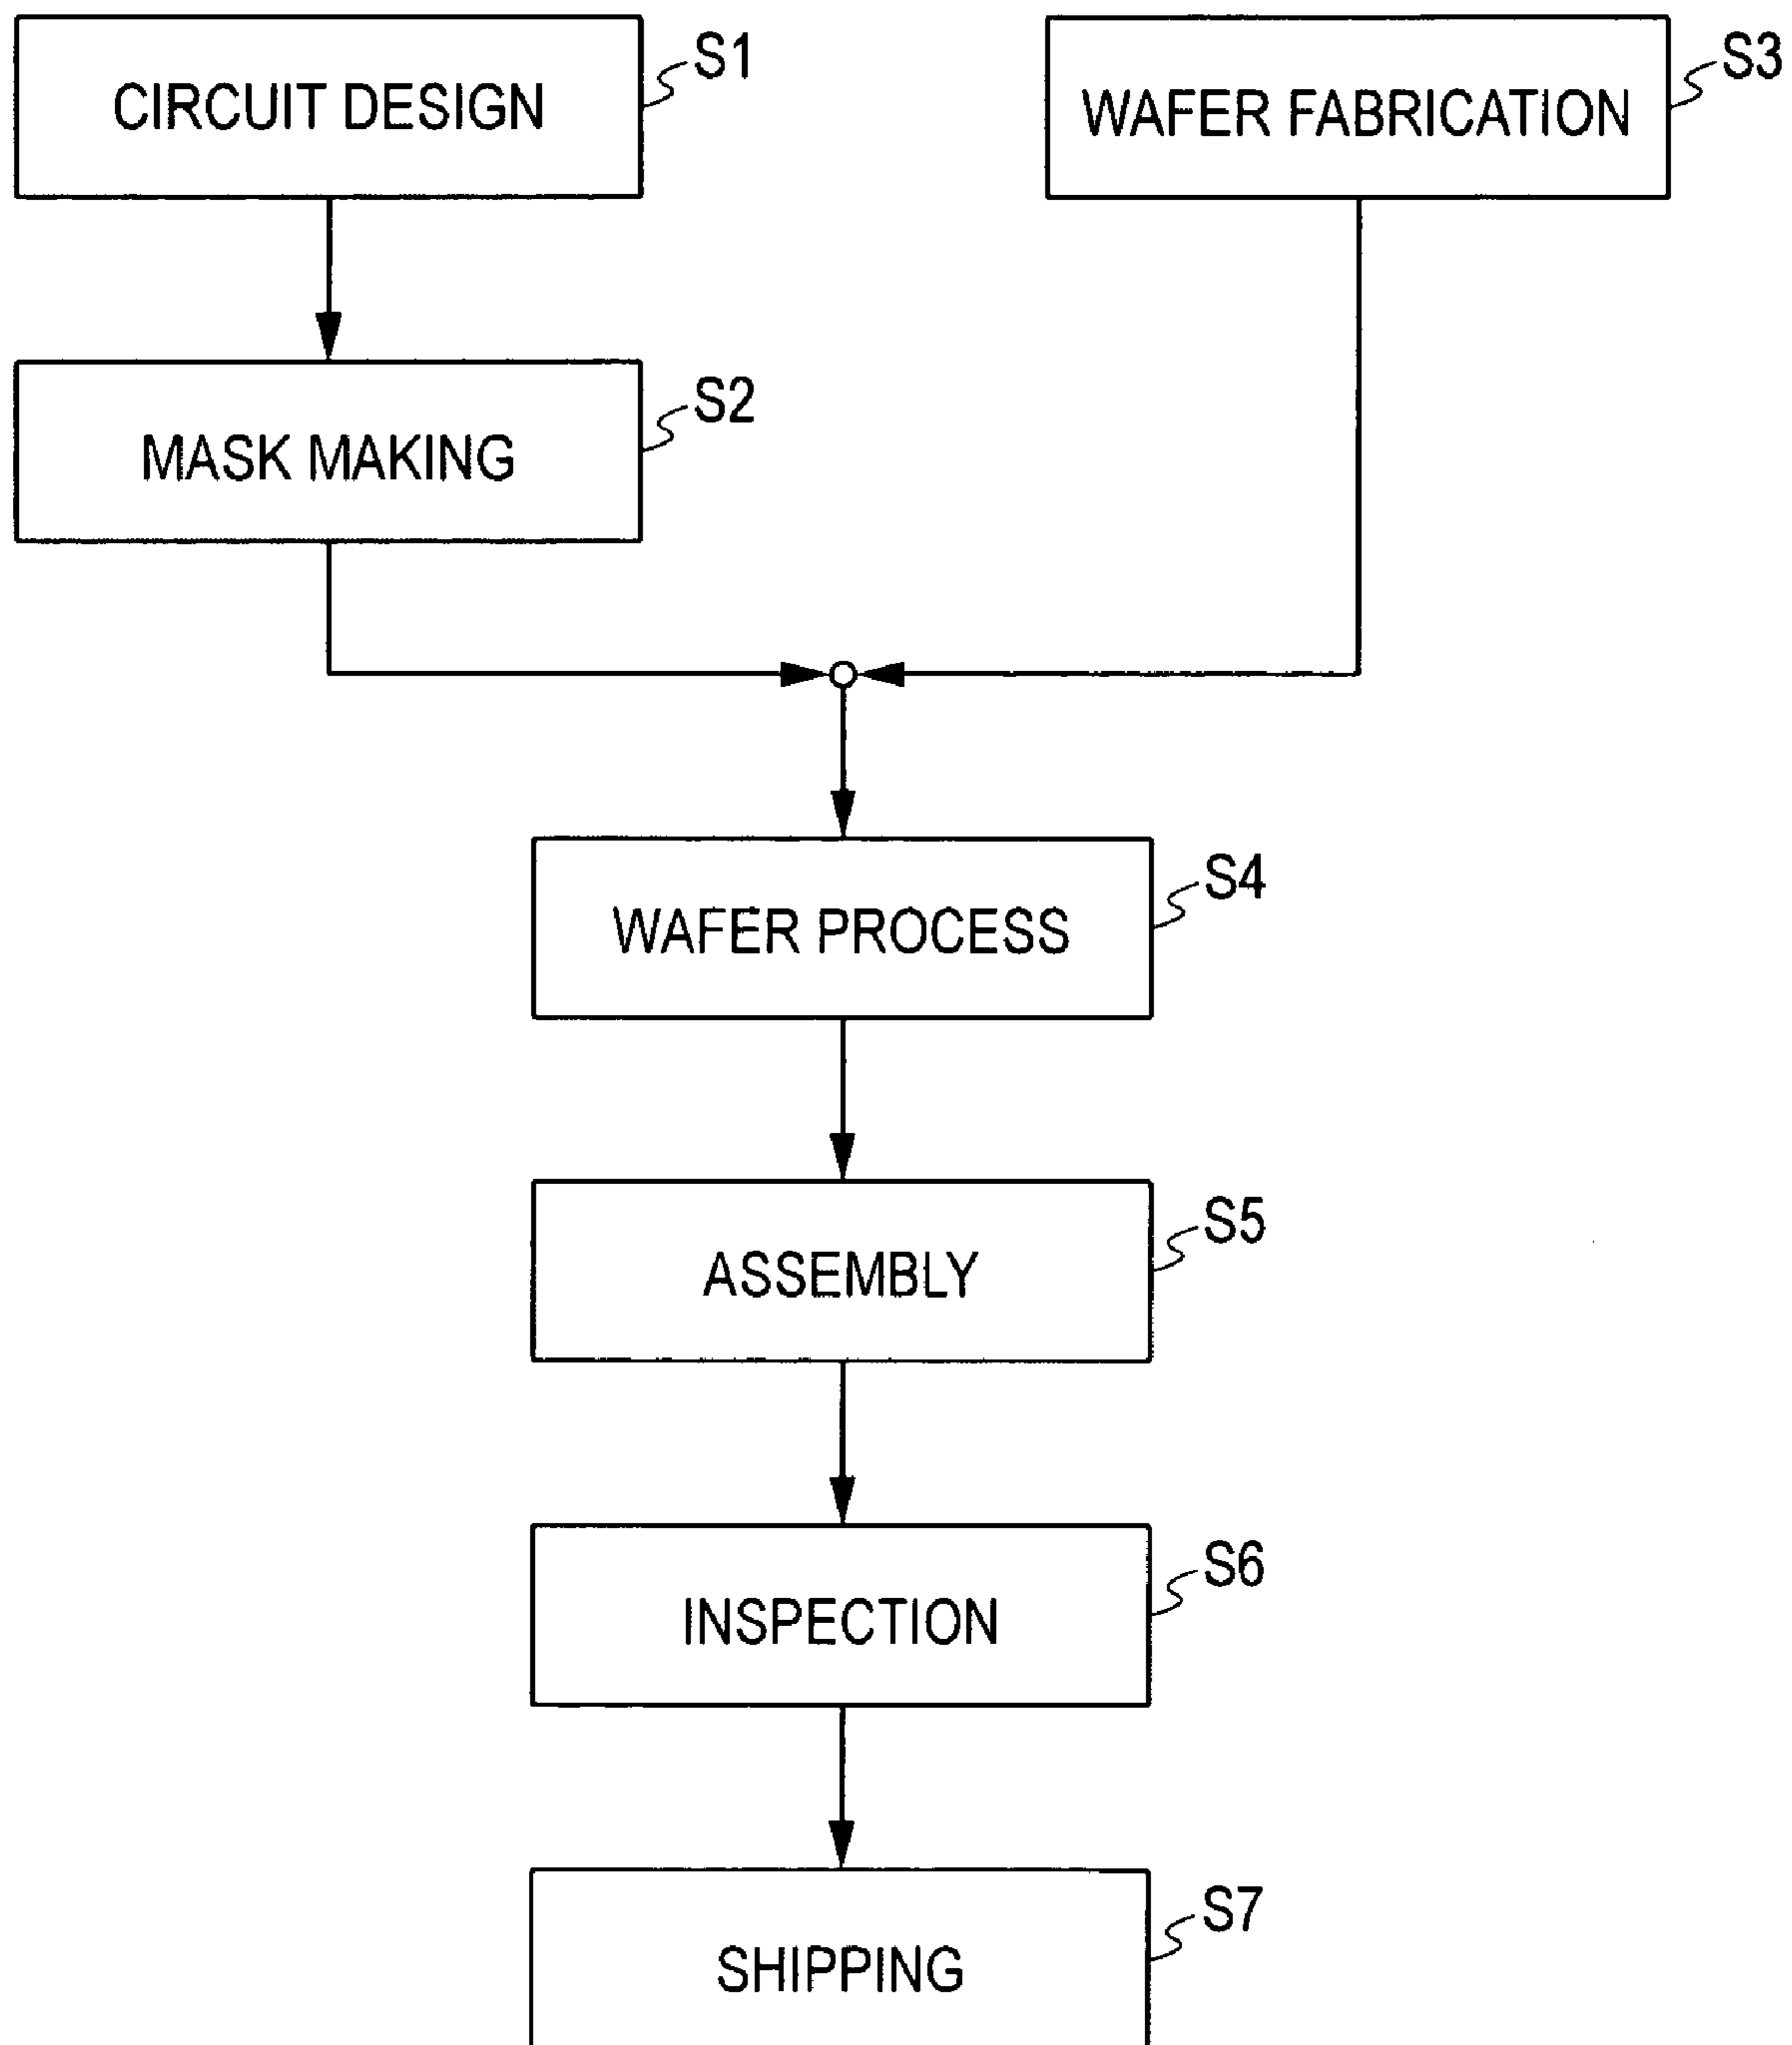 CIRCUIT DESIGN
S1
WAFER FABRICATION
S3
MASK MAKING
S2
WAFER PROCESS
S4
ASSEMBLY
S5
INSPECTION
S6
SHIPPING
S7